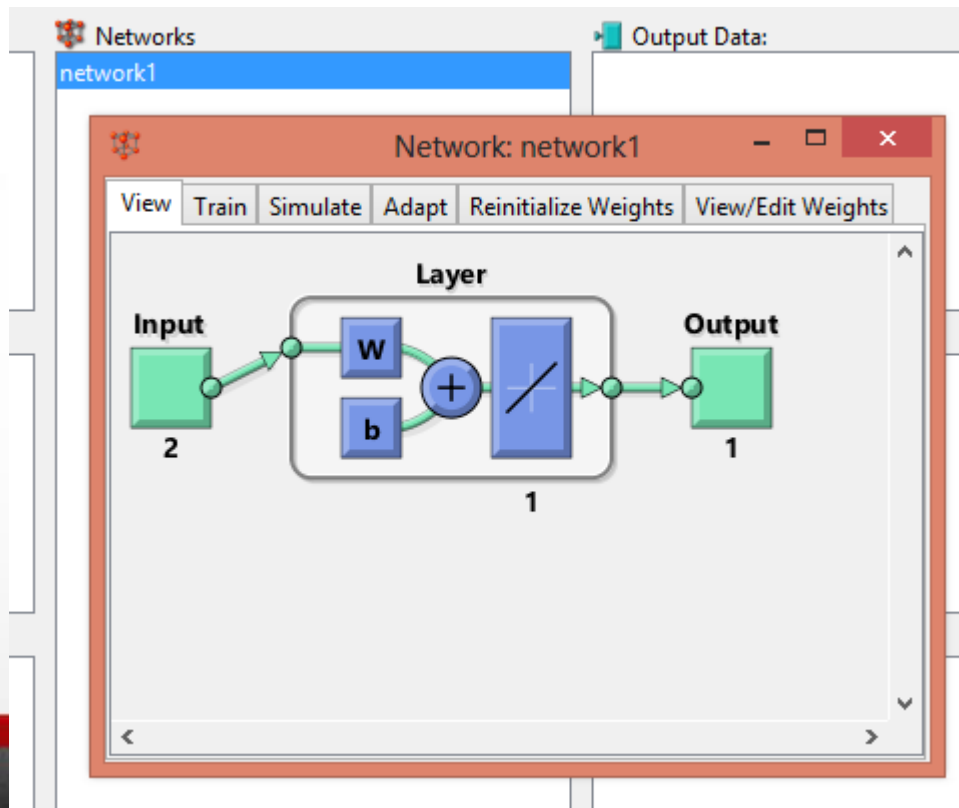 Networks
Output Data:
network1
Network: network1
View
Train
Simulate
Adapt
Reinitialize Weights
View/Edit Weights
Layer
Input
Output
W
b
2
1
1